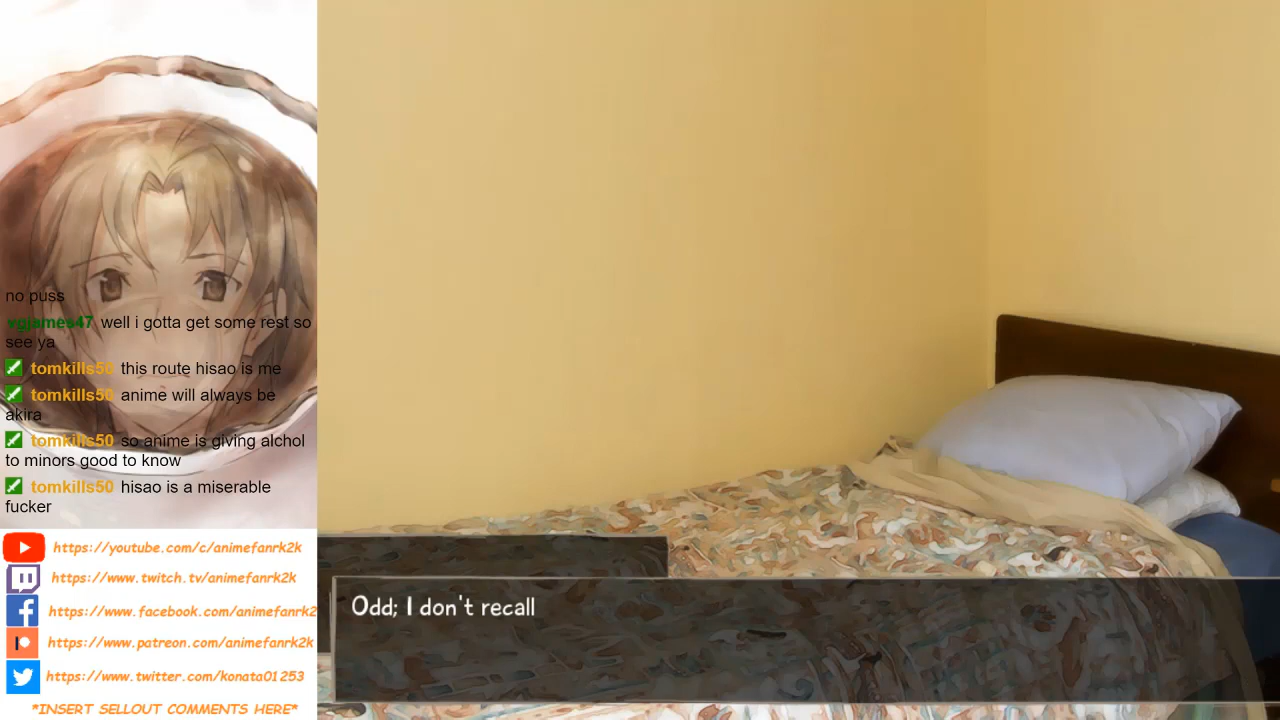 no puss
vgjames47 well i gotta get some rest so
see ya
tomkills50 this route hisao is me
tomkills50 anime will always be
akira
tomkills50 so anime is giving alchol
to minors good to know
tomkills50 hisao is a miserable
fucker
https://youtube.com/c/animefanrk2k
https://www.twitch.tv/animefanrk2k
https://www.facebook.com/animefanrk2
https://www.patreon.com/animefanrk2k
https://www.twitter.com/konata01253
*INSERT SELLOUT COMMENTS HERE*
Odd; I don't recall